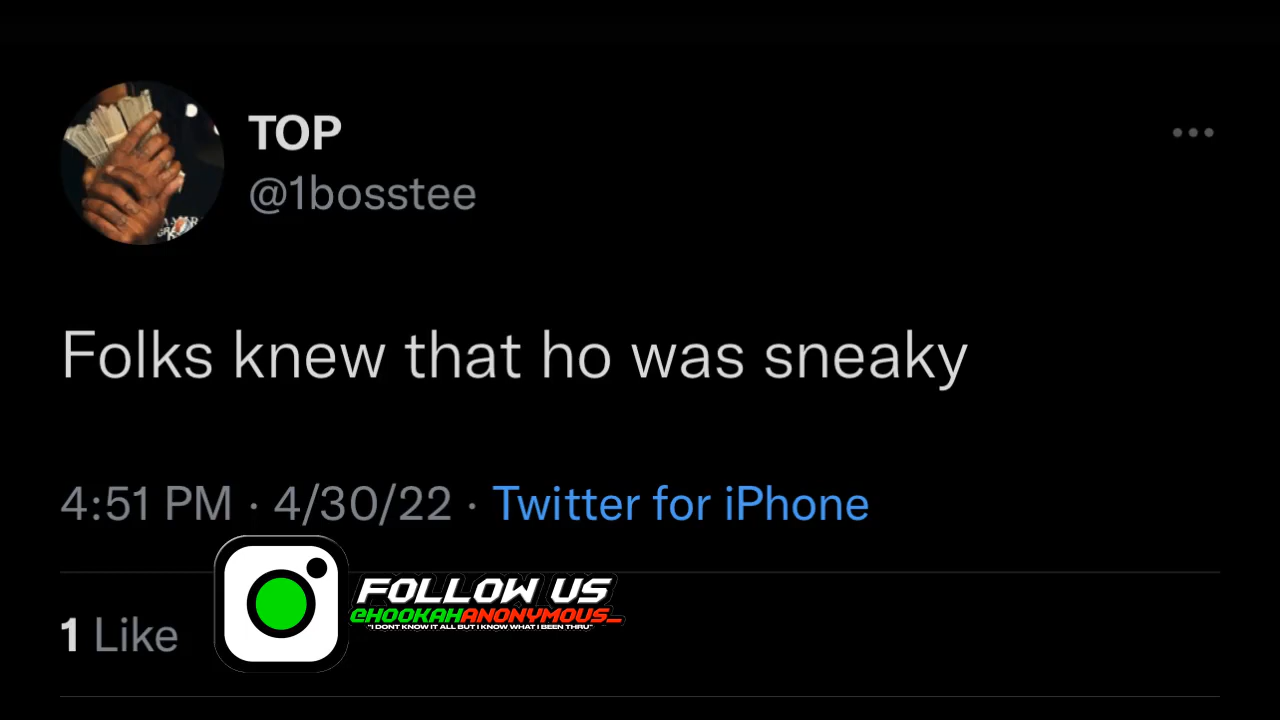 TOP
@1bosstee
Folks knew that ho was sneaky
4:51 PM · 4/30/22 · Twitter for iPhone
1 Like
FOLLOW US
@HOOKAHANONYMOUS_
"I DONT KNOW IT ALL BUT I KNOW WHAT I BEEN THRU"